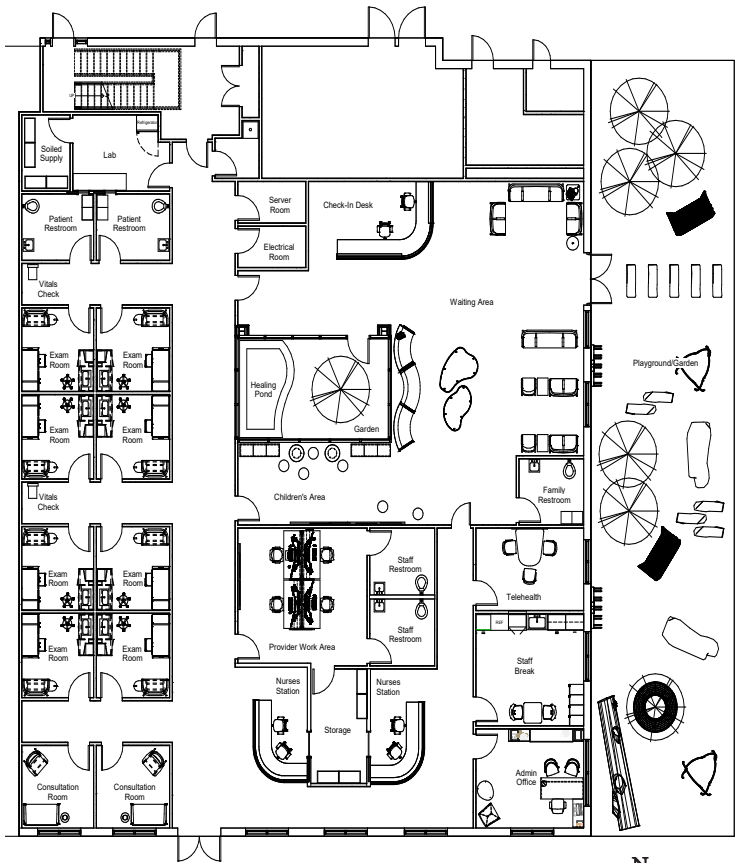 UP
Refrigerator
Soiled
Supply
Lab
Patient
Restroom
Patient
Restroom
Server
Room
Check-In Desk
Electrical
Room
Vitals
Check
Waiting Area
Exam
Room
Exam
Room
Healing
Pond
Garden
Playground/Garden
Exam
Room
Exam
Room
Vitals
Check
Children's Area
Family
Restroom
Exam
Room
Exam
Room
Staff
Restroom
Telehealth
REF
Exam
Room
Exam
Room
Provider Work Area
Staff
Restroom
Staff
Break
Nurses
Station
Nurses
Station
Storage
Consultation
Room
Consultation
Room
Admin
Office
N